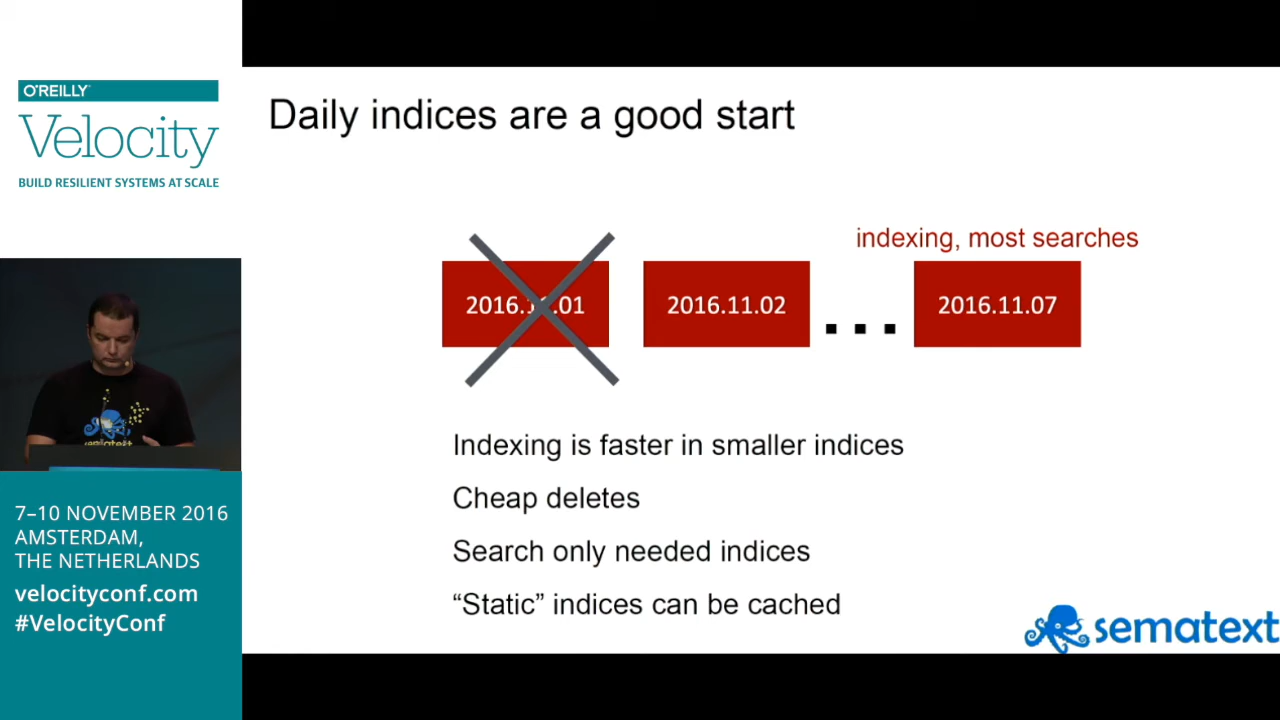 O'REILLY
Velocity
BUILD RESILIENT SYSTEMS AT SCALE
Daily indices are a good start
indexing, most searches
2016.11.01
2016.11.02
...
2016.11.07
Indexing is faster in smaller indices
Cheap deletes
Search only needed indices
“Static” indices can be cached
sematext
sematext
7–10 NOVEMBER 2016
AMSTERDAM,
THE NETHERLANDS
velocityconf.com
#VelocityConf